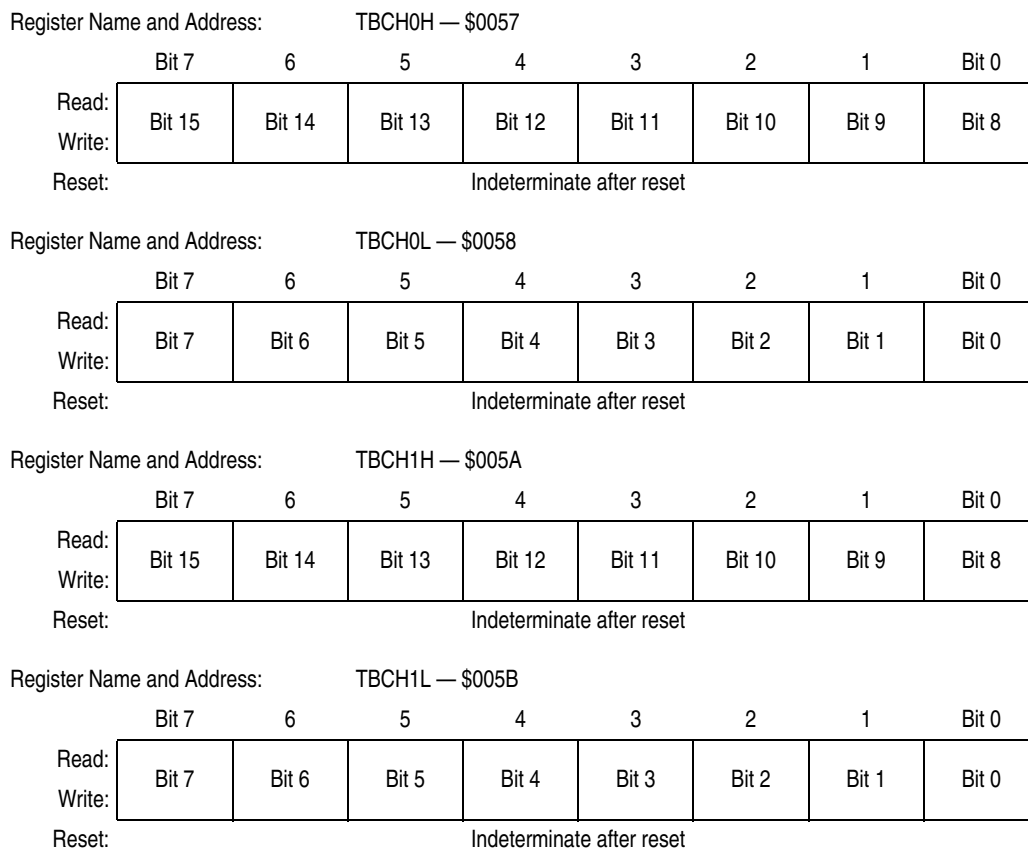 Register Name and Address: TBCH0H — $0057
Bit 7 6 5 4 3 2 1 Bit 0
Read:
Bit 15 Bit 14 Bit 13 Bit 12 Bit 11 Bit 10 Bit 9 Bit 8
Write:
Reset: Indeterminate after reset
Register Name and Address: TBCH0L — $0058
Bit 7 6 5 4 3 2 1 Bit 0
Read:
Bit 7 Bit 6 Bit 5 Bit 4 Bit 3 Bit 2 Bit 1 Bit 0
Write:
Reset: Indeterminate after reset
Register Name and Address: TBCH1H — $005A
Bit 7 6 5 4 3 2 1 Bit 0
Read:
Bit 15 Bit 14 Bit 13 Bit 12 Bit 11 Bit 10 Bit 9 Bit 8
Write:
Reset: Indeterminate after reset
Register Name and Address: TBCH1L — $005B
Bit 7 6 5 4 3 2 1 Bit 0
Read:
Bit 7 Bit 6 Bit 5 Bit 4 Bit 3 Bit 2 Bit 1 Bit 0
Write:
Reset: Indeterminate after reset